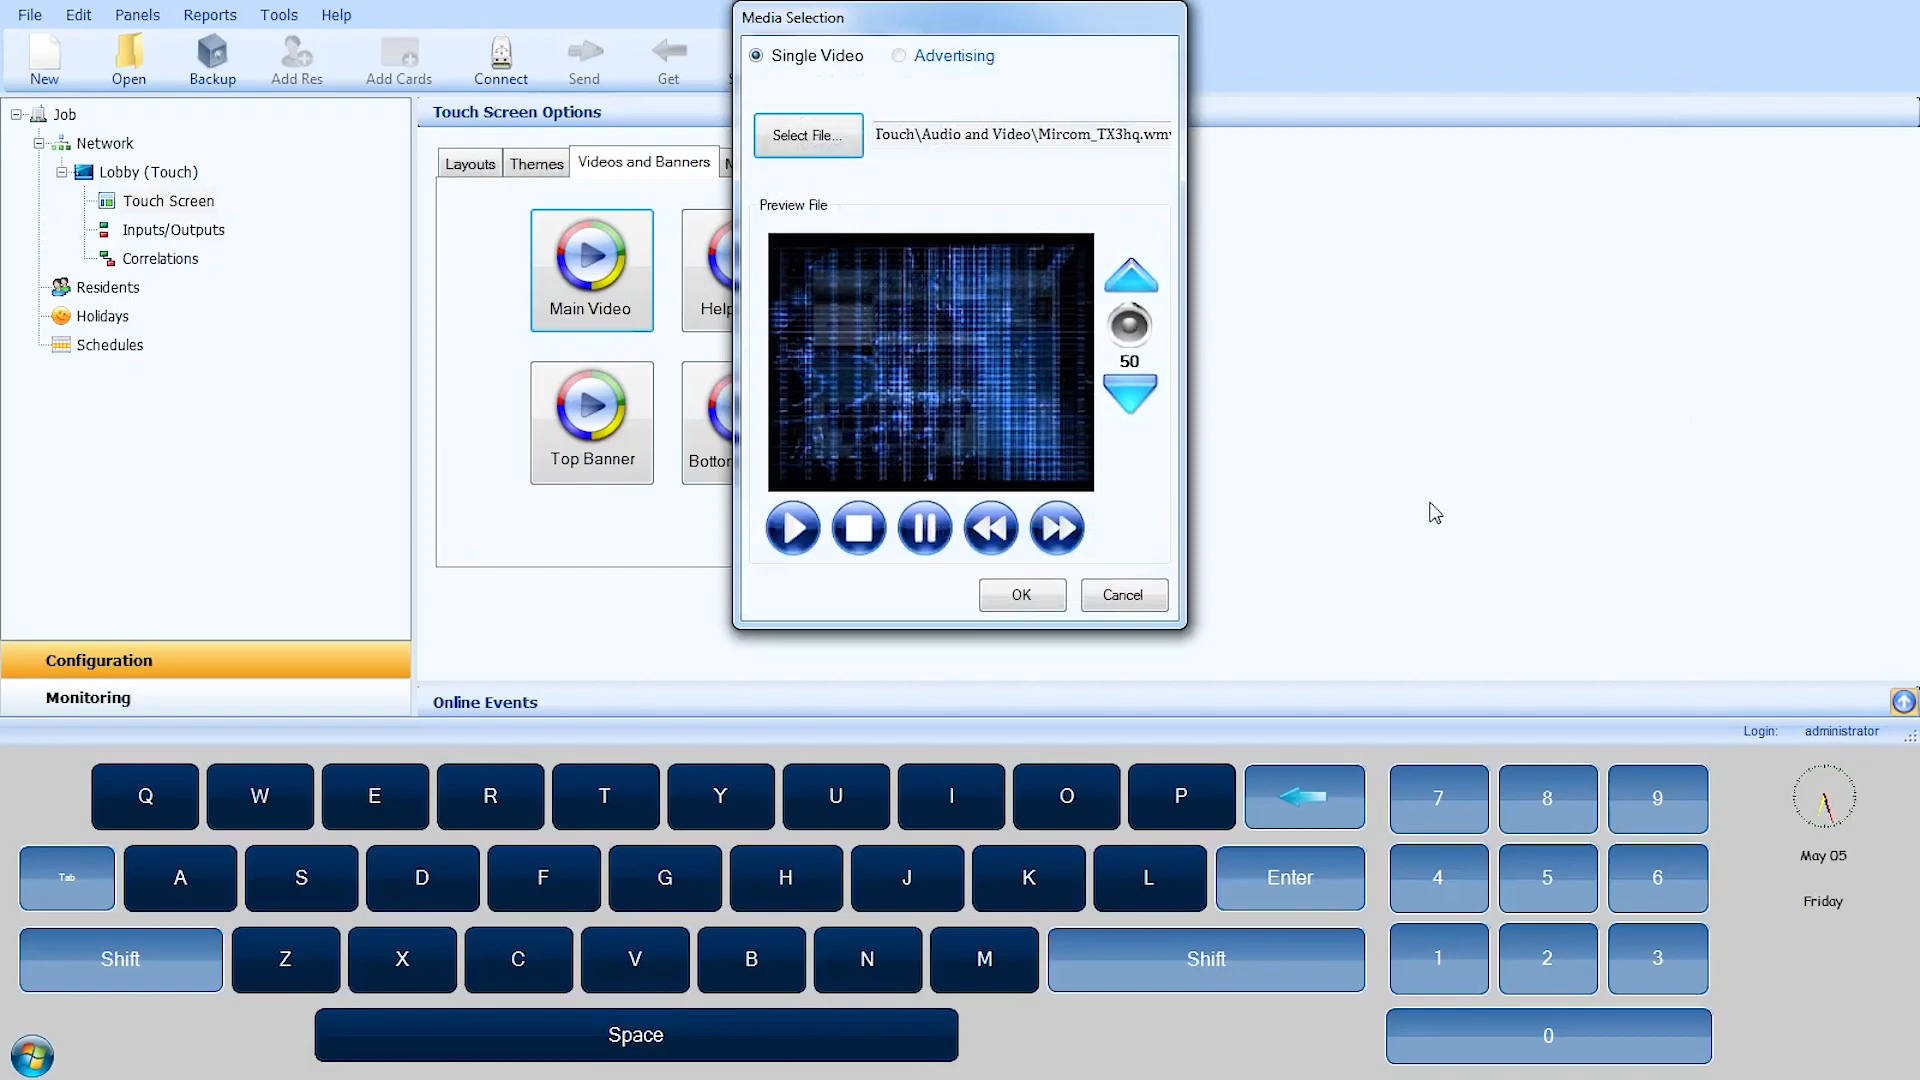 File Edit Panels Reports Tools Help
New Open Backup Add Res Add Cards Connect Send Get
Media Selection
Single Video Advertising
Select File... Touch\Audio and Video\Mircom_TX3hq.wmv
Preview File
50
OK Cancel
Job
Network
Lobby (Touch)
Touch Screen
Inputs/Outputs
Correlations
Residents
Holidays
Schedules
Configuration
Monitoring
Touch Screen Options
Layouts Themes Videos and Banners
Main Video Help
Top Banner
Online Events
Login: administrator
Q W E R T Y U I O P 7 8 9
Tab A S D F G H J K L Enter 4 5 6
Shift Z X C V B N M Shift 1 2 3
Space 0
May 05
Friday